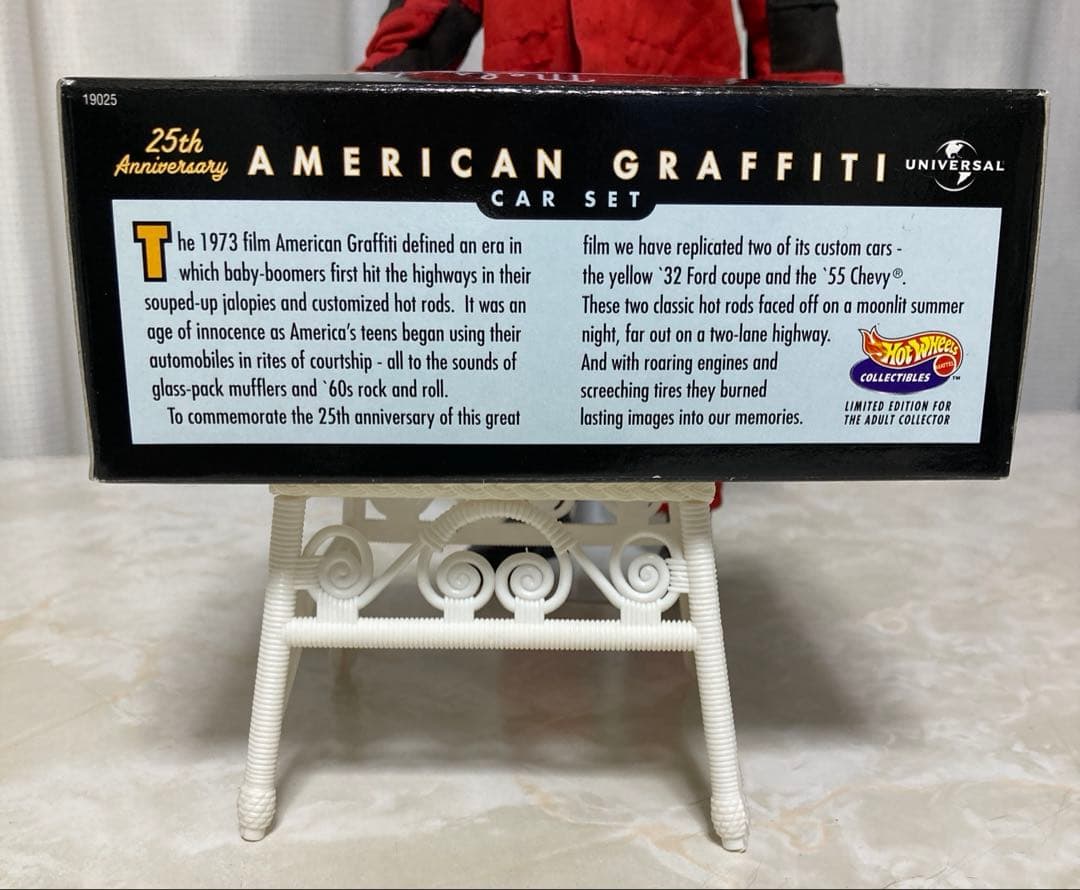 19025
25th
Anniversary
AMERICAN GRAFFITI
UNIVERSAL
CAR SET
The 1973 film American Graffiti defined an era in
which baby-boomers first hit the highways in their
souped-up jalopies and customized hot rods. It was an
age of innocence as America's teens began using their
automobiles in rites of courtship - all to the sounds of
glass-pack mufflers and `60s rock and roll.
To commemorate the 25th anniversary of this great
film we have replicated two of its custom cars -
the yellow `32 Ford coupe and the `55 Chevy®.
These two classic hot rods faced off on a moonlit summer
night, far out on a two-lane highway.
And with roaring engines and
screeching tires they burned
lasting images into our memories.
Hot Wheels
MATTEL
COLLECTIBLES™
LIMITED EDITION FOR
THE ADULT COLLECTOR